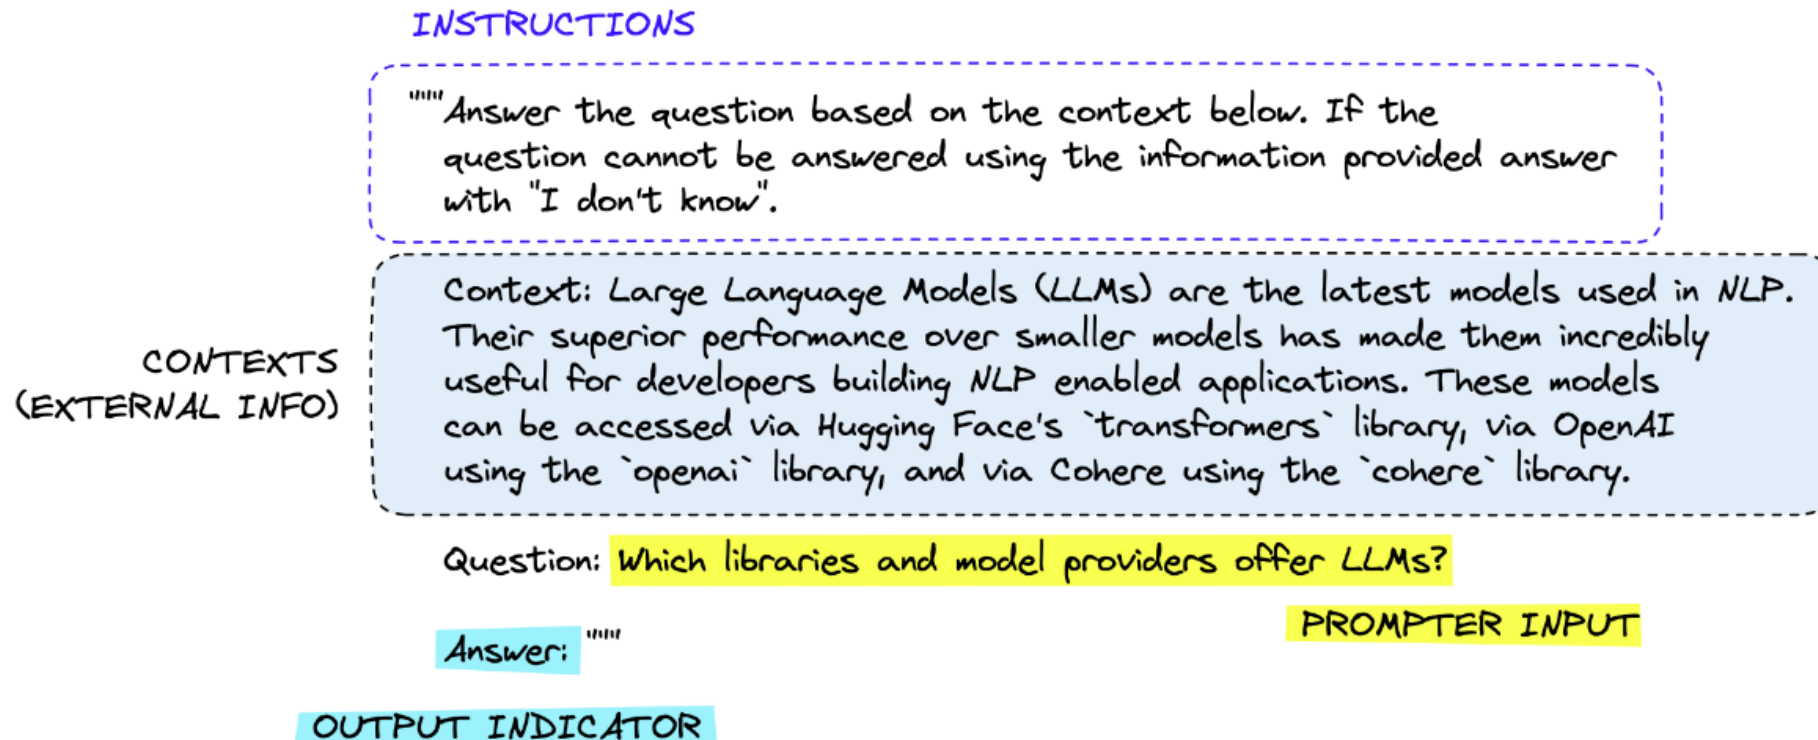 INSTRUCTIONS
"""Answer the question based on the context below. If the
question cannot be answered using the information provided answer
with "I don't know".
CONTEXTS
(EXTERNAL INFO)
Context: Large Language Models (LLMs) are the latest models used in NLP.
Their superior performance over smaller models has made them incredibly
useful for developers building NLP enabled applications. These models
can be accessed via Hugging Face's `transformers` library, via OpenAI
using the `openai` library, and via Cohere using the `cohere` library.
Question: Which libraries and model providers offer LLMs?
PROMPTER INPUT
Answer: """
OUTPUT INDICATOR